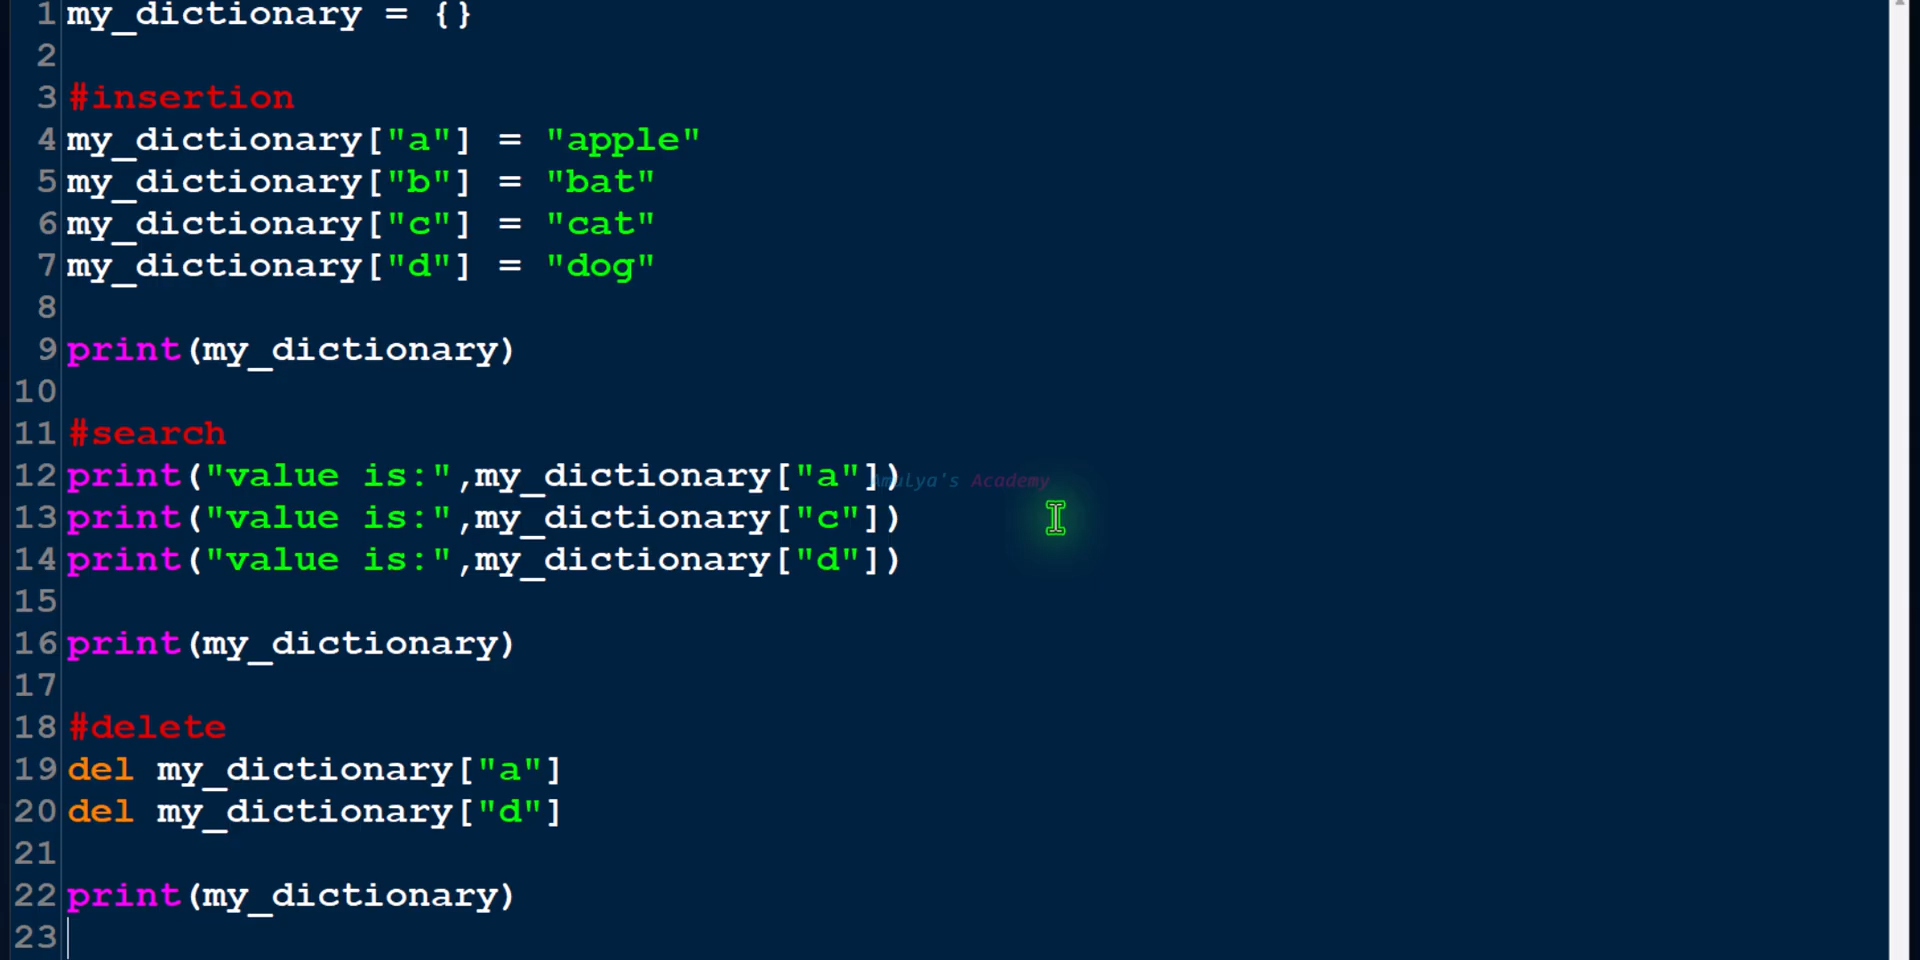 1 my_dictionary = {}
2
3 #insertion
4 my_dictionary["a"] = "apple"
5 my_dictionary["b"] = "bat"
6 my_dictionary["c"] = "cat"
7 my_dictionary["d"] = "dog"
8
9 print(my_dictionary)
10
11 #search
12 print("value is:",my_dictionary["a"])
Amulya's Academy
13 print("value is:",my_dictionary["c"])
14 print("value is:",my_dictionary["d"])
15
16 print(my_dictionary)
17
18 #delete
19 del my_dictionary["a"]
20 del my_dictionary["d"]
21
22 print(my_dictionary)
23